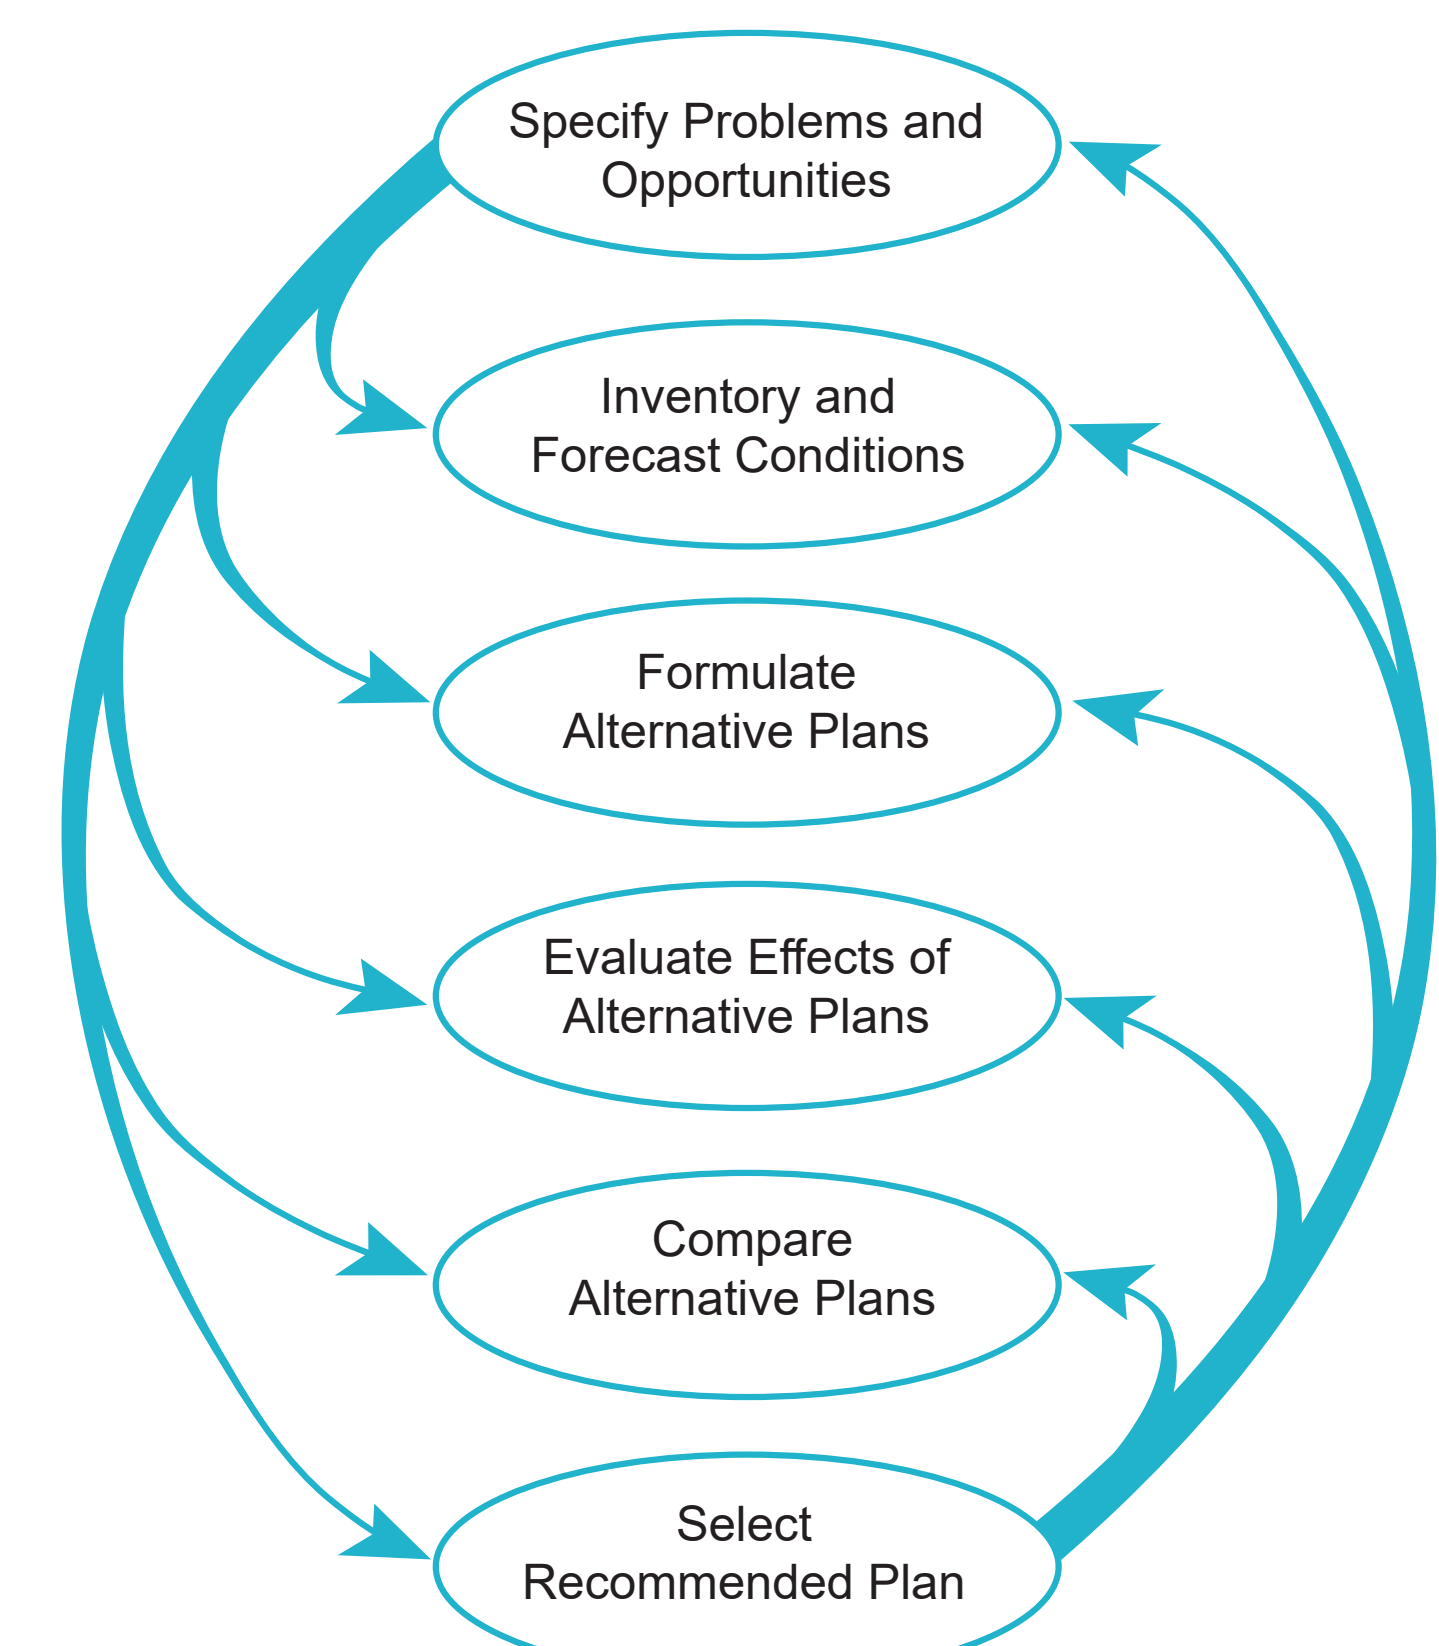 Specify Problems and
Opportunities
Inventory and
Forecast Conditions
Formulate
Alternative Plans
Evaluate Effects of
Alternative Plans
Compare
Alternative Plans
Select
Recommended Plan